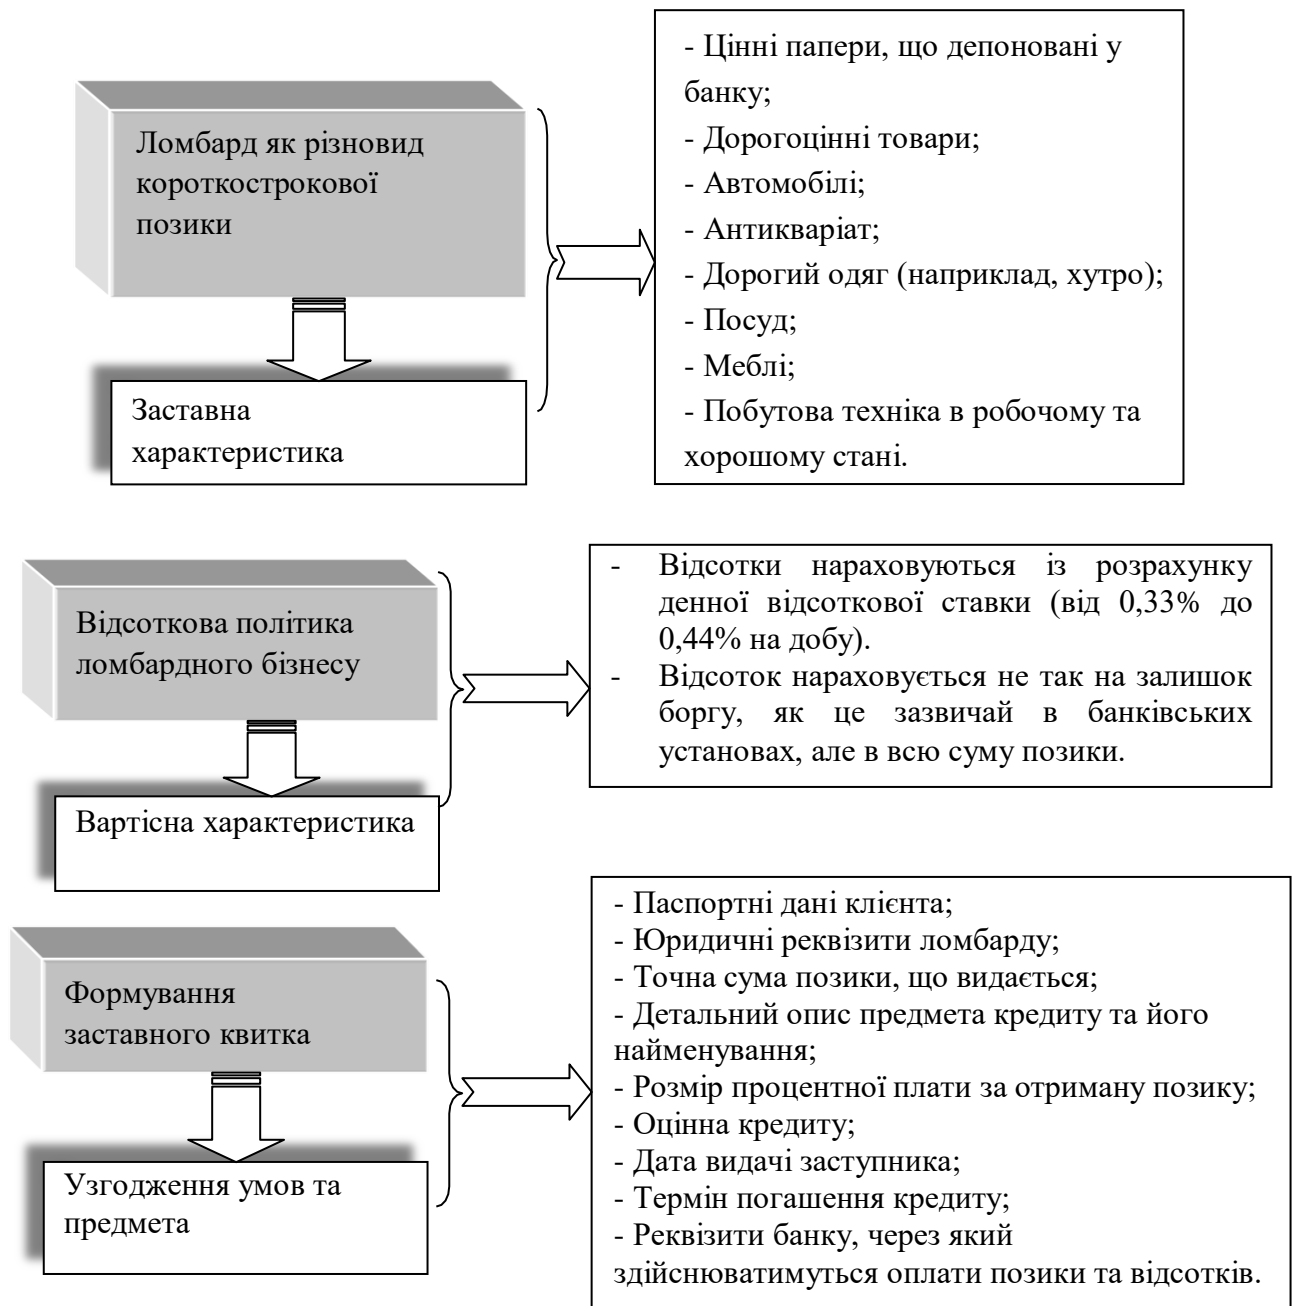 Ломбард як різновид
короткострокової
позики
Заставна
характеристика
- Цінні папери, що депоновані у
банку;
- Дорогоцінні товари;
- Автомобілі;
- Антикваріат;
- Дорогий одяг (наприклад, хутро);
- Посуд;
- Меблі;
- Побутова техніка в робочому та
хорошому стані.
Відсоткова політика
ломбардного бізнесу
Вартісна характеристика
- Відсотки нараховуються із розрахунку
денної відсоткової ставки (від 0,33% до
0,44% на добу).
- Відсоток нараховується не так на залишок
боргу, як це зазвичай в банківських
установах, але в всю суму позики.
Формування
заставного квитка
Узгодження умов та
предмета
- Паспортні дані клієнта;
- Юридичні реквізити ломбарду;
- Точна сума позики, що видається;
- Детальний опис предмета кредиту та його
найменування;
- Розмір процентної плати за отриману позику;
- Оцінна кредиту;
- Дата видачі заступника;
- Термін погашення кредиту;
- Реквізити банку, через який
здійснюватимуться оплати позики та відсотків.